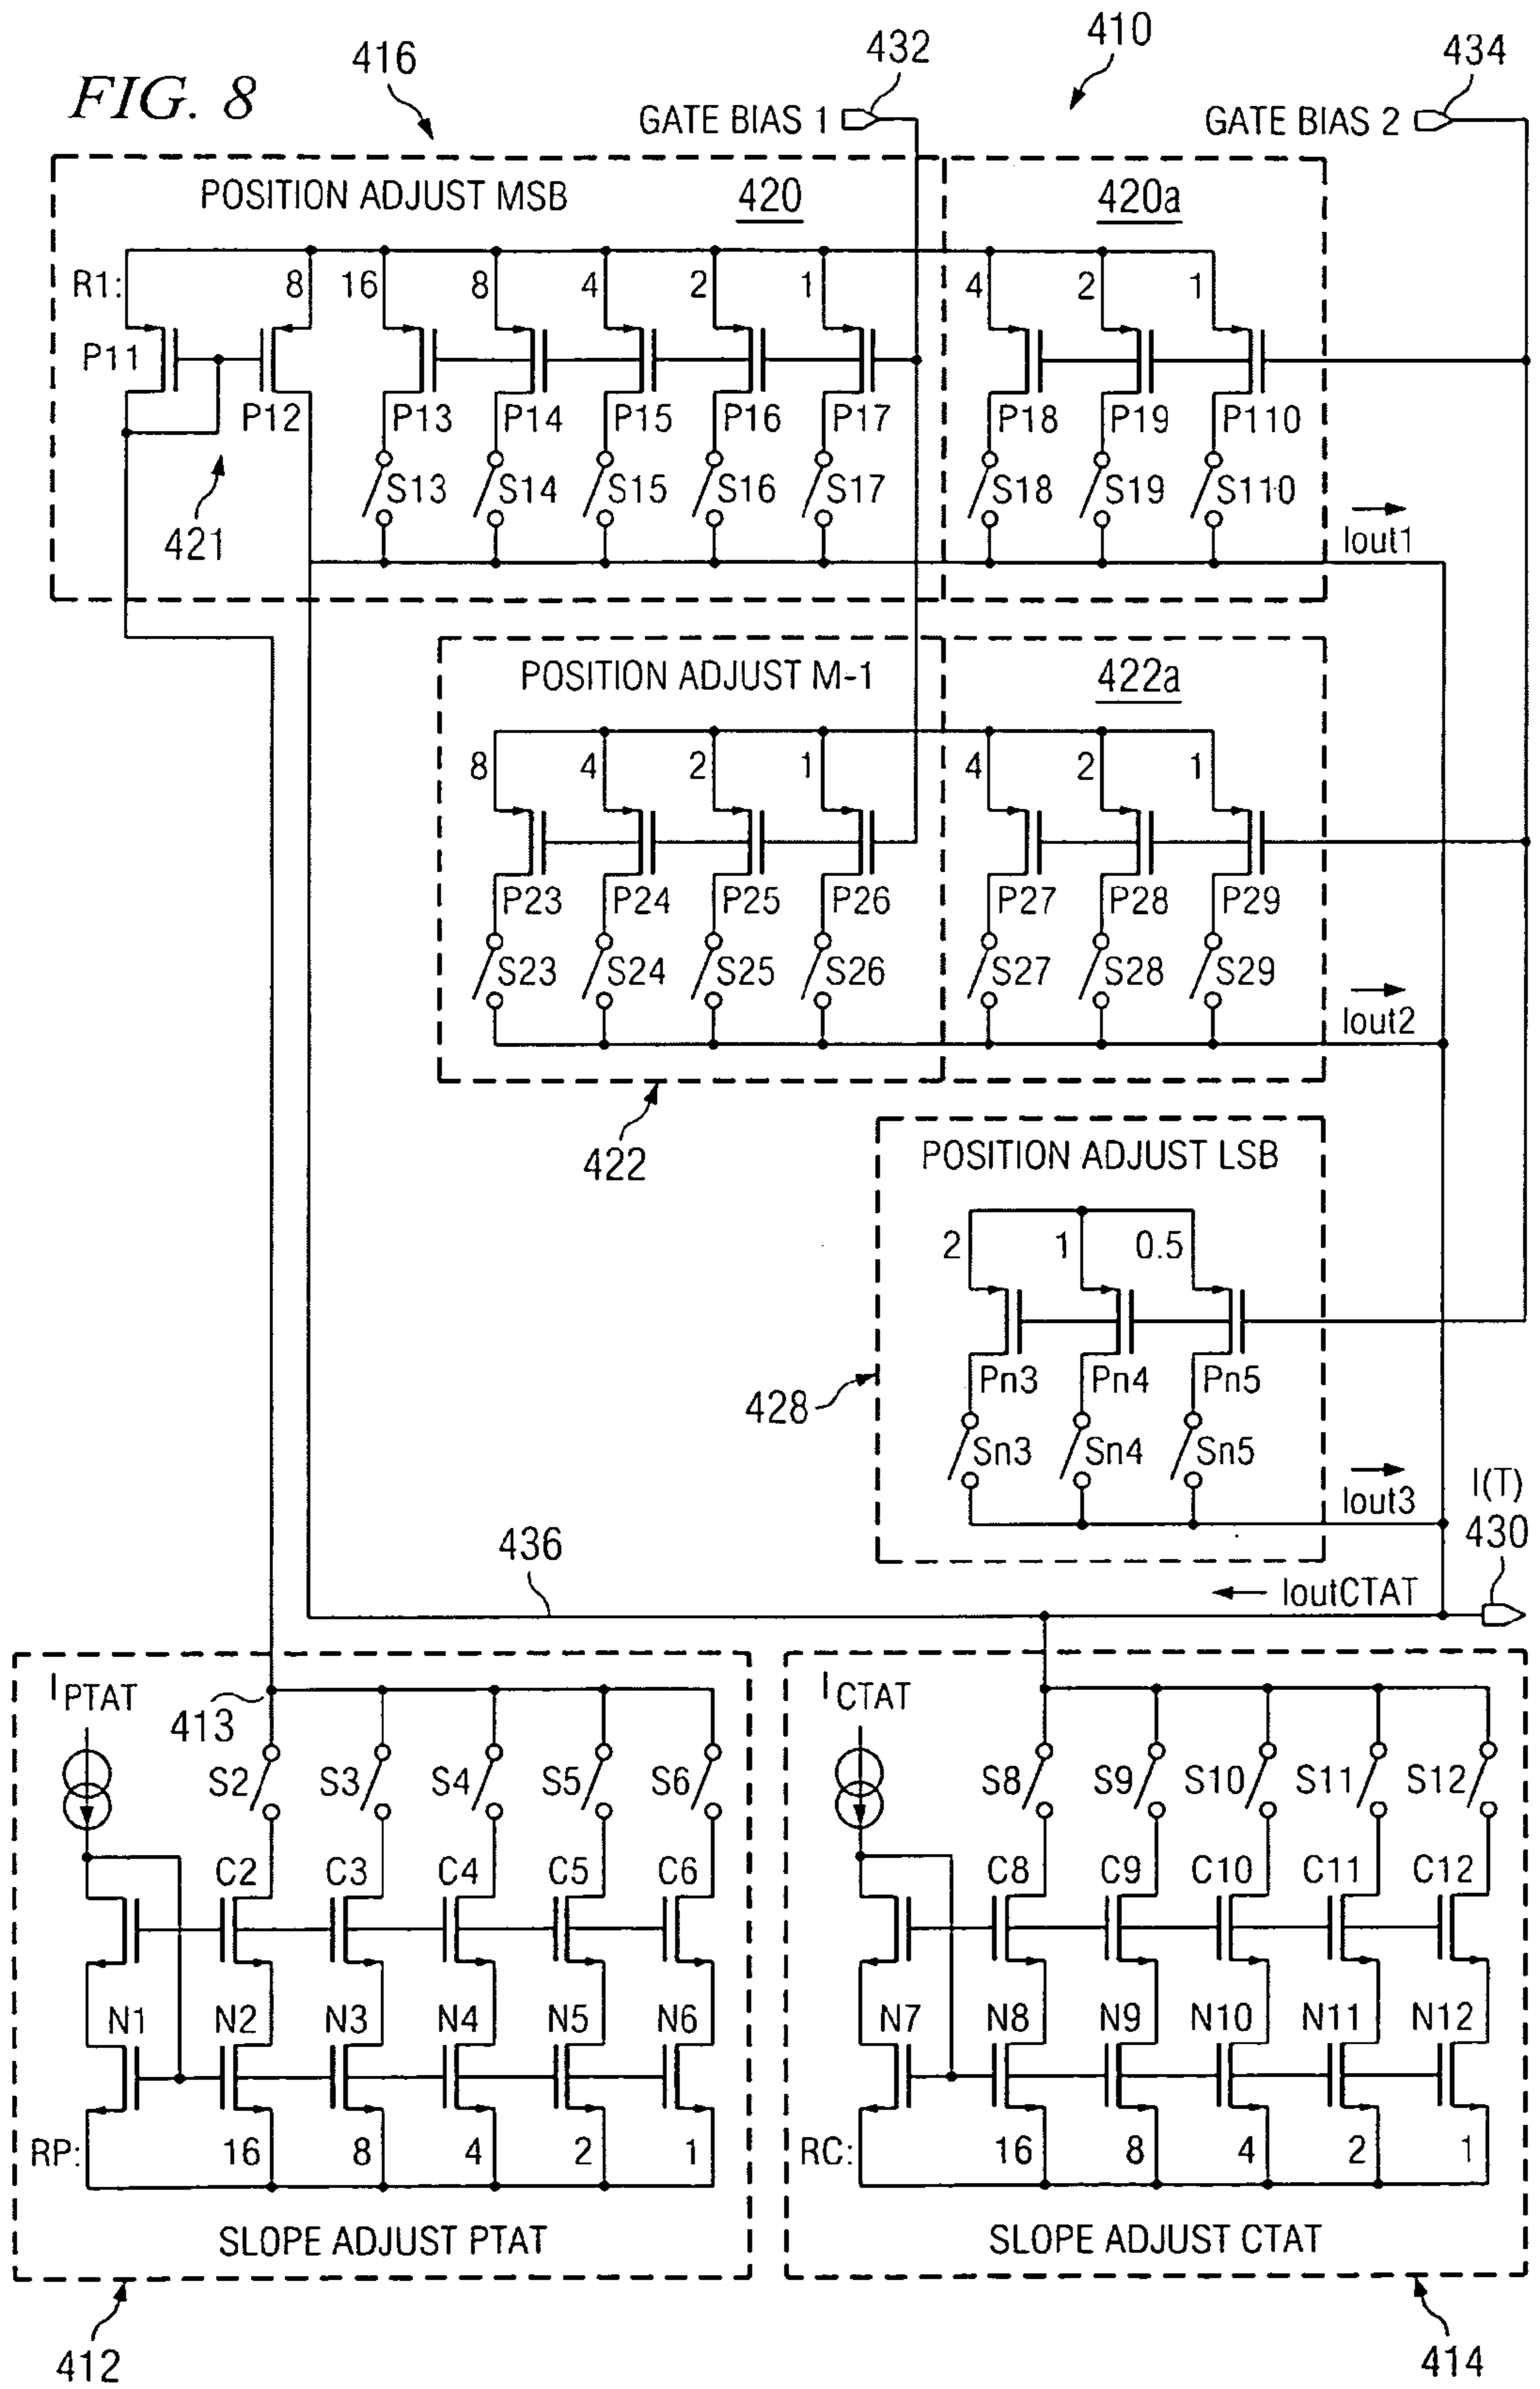 FIG. 8
416
432
410
434
GATE BIAS 1
GATE BIAS 2
POSITION ADJUST MSB
420
420a
R1:
8
16
8
4
2
1
4
2
1
P11
P12
P13
P14
P15
P16
P17
P18
P19
P110
S13
S14
S15
S16
S17
S18
S19
S110
421
Iout1
POSITION ADJUST M-1
422a
8
4
2
1
4
2
1
P23
P24
P25
P26
P27
P28
P29
S23
S24
S25
S26
S27
S28
S29
Iout2
422
POSITION ADJUST LSB
2
1
0.5
Pn3
Pn4
Pn5
428
Sn3
Sn4
Sn5
Iout3
I(T)
430
436
IoutCTAT
IPTAT
413
ICTAT
S2
S3
S4
S5
S6
S8
S9
S10
S11
S12
C2
C3
C4
C5
C6
C8
C9
C10
C11
C12
N1
N2
N3
N4
N5
N6
N7
N8
N9
N10
N11
N12
RP:
16
8
4
2
1
RC:
16
8
4
2
1
SLOPE ADJUST PTAT
SLOPE ADJUST CTAT
412
414